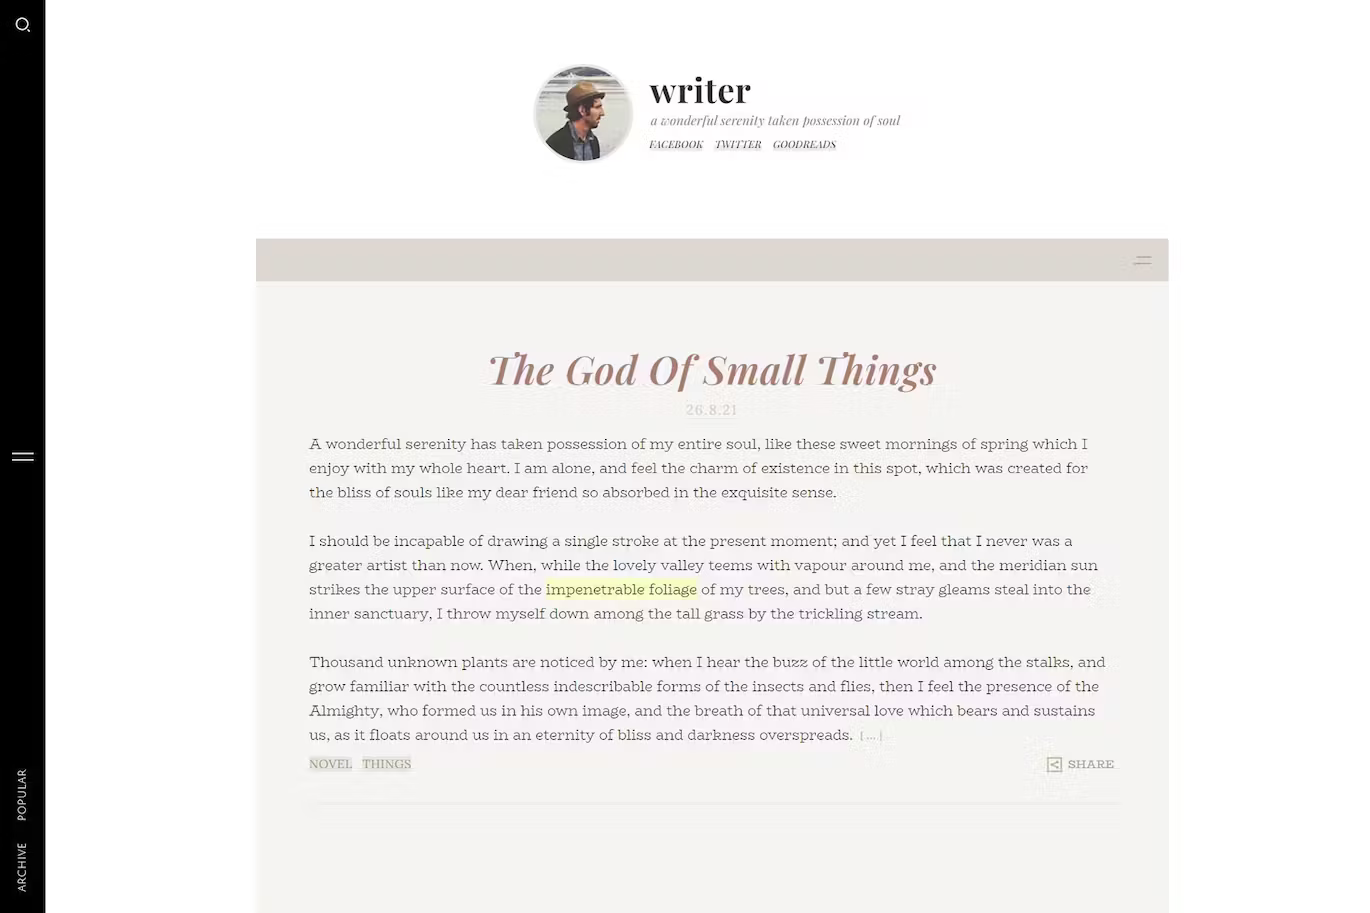 writer
a wonderful serenity taken possession of soul
FACEBOOK TWITTER GOODREADS
The God Of Small Things
26.8.21
A wonderful serenity has taken possession of my entire soul, like these sweet mornings of spring which I
enjoy with my whole heart. I am alone, and feel the charm of existence in this spot, which was created for
the bliss of souls like my dear friend so absorbed in the exquisite sense.
I should be incapable of drawing a single stroke at the present moment; and yet I feel that I never was a
greater artist than now. When, while the lovely valley teems with vapour around me, and the meridian sun
strikes the upper surface of the impenetrable foliage of my trees, and but a few stray gleams steal into the
inner sanctuary, I throw myself down among the tall grass by the trickling stream.
Thousand unknown plants are noticed by me: when I hear the buzz of the little world among the stalks, and
grow familiar with the countless indescribable forms of the insects and flies, then I feel the presence of the
Almighty, who formed us in his own image, and the breath of that universal love which bears and sustains
us, as it floats around us in an eternity of bliss and darkness overspreads. [...]
NOVEL THINGS
SHARE
POPULAR
ARCHIVE